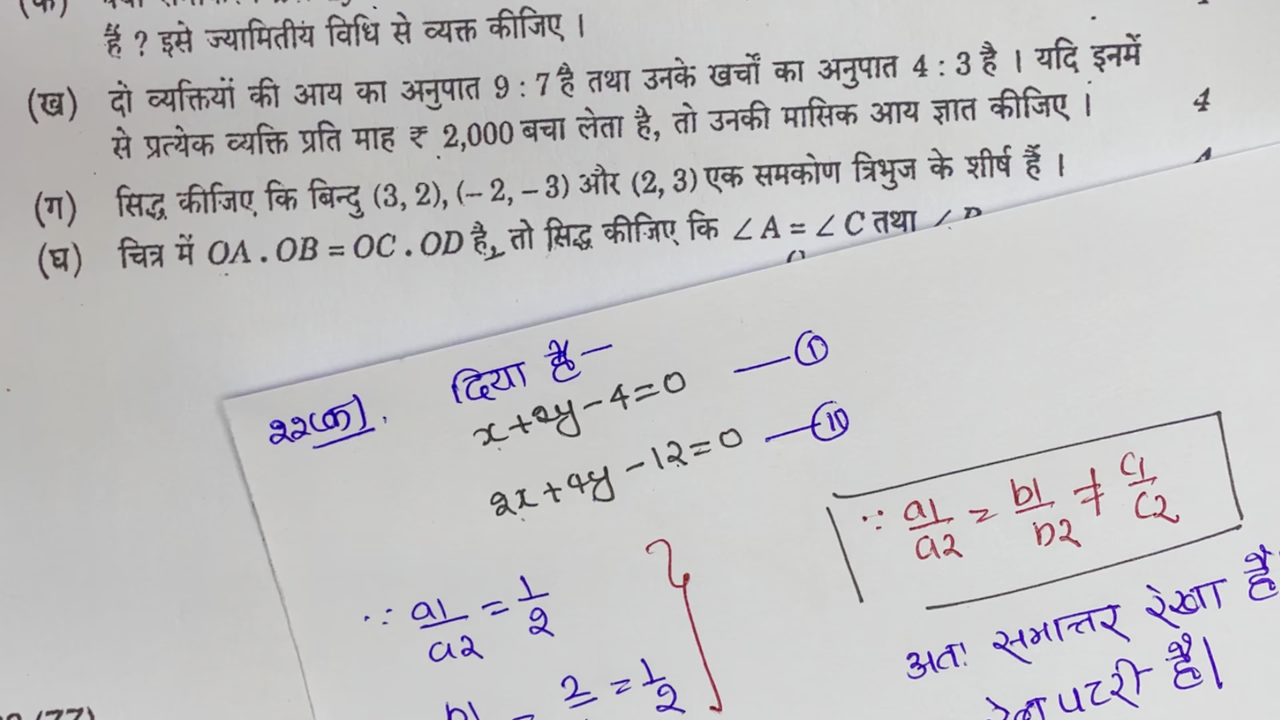 हैं ? इसे ज्यामितीय विधि से व्यक्त कीजिए ।
(ख) दो व्यक्तियों की आय का अनुपात 9 : 7 है तथा उनके खर्चों का अनुपात 4 : 3 है । यदि इनमें
से प्रत्येक व्यक्ति प्रति माह ₹ 2,000 बचा लेता है, तो उनकी मासिक आय ज्ञात कीजिए । 4
(ग) सिद्ध कीजिए कि बिन्दु (3, 2), (– 2, – 3) और (2, 3) एक समकोण त्रिभुज के शीर्ष हैं ।
(घ) चित्र में OA . OB = OC . OD है, तो सिद्ध कीजिए कि ∠ A = ∠ C तथा ∠
22(क). दिया है–
x+2y-4=0 — (I)
2x+4y-12=0 — (II)
∵ a1/a2 = 1/2
b1 = 2 = 1/2
∵ a1/a2 = b1/b2 ≠ c1/c2
अतः समान्तर रेखा है
पटरी है।